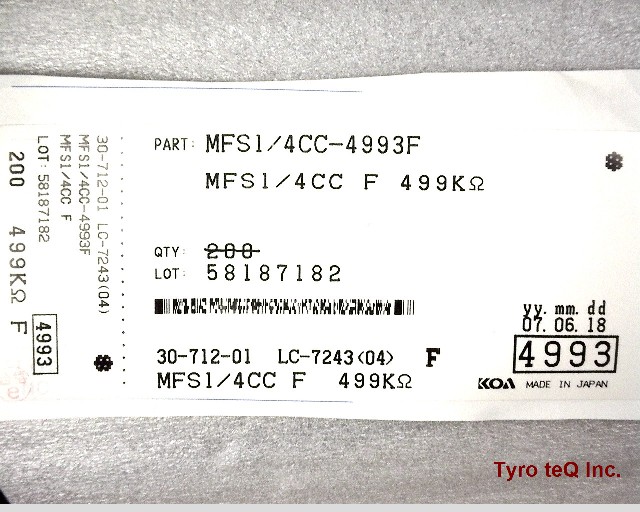 PART: MFS1/4CC-4993F
MFS1/4CC F 499KΩ
QTY: 200
LOT: 58187182
30-712-01 LC-7243(04) F
MFS1/4CC F 499KΩ
yy. mm. dd
07. 06. 18
4993
KOA MADE IN JAPAN
30-712-01 LC-7243(04)
MFS1/4CC-4993F
MFS1/4CC F
LOT: 58187182
200 499KΩ F 4993
Tyro teQ Inc.